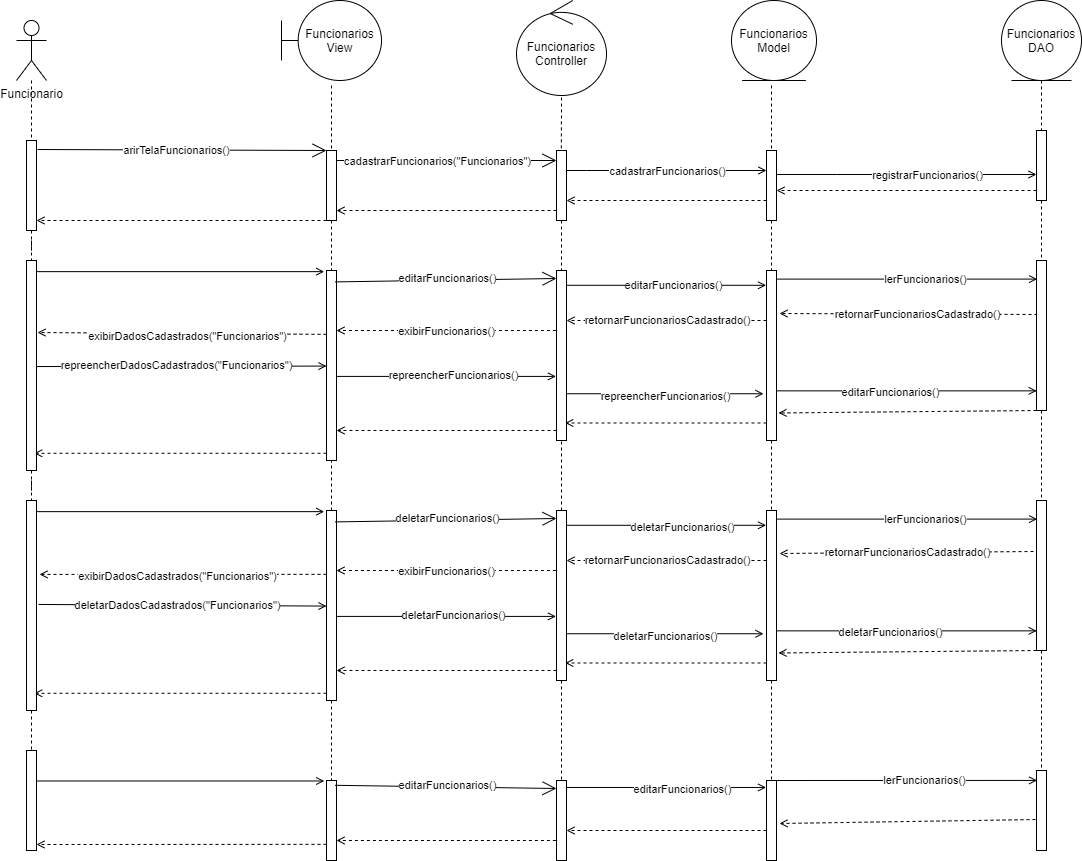 Funcionarios
View
Funcionarios
Controller
Funcionarios
Model
Funcionarios
DAO
Funcionario
arirTelaFuncionarios()
cadastrarFuncionarios("Funcionarios")
cadastrarFuncionarios()
registrarFuncionarios()
editarFuncionarios()
editarFuncionarios()
lerFuncionarios()
retornarFuncionariosCadastrado()
retornarFuncionariosCadastrado()
exibirFuncionarios()
exibirDadosCadastrados("Funcionarios")
repreencherDadosCadastrados("Funcionarios")
repreencherFuncionarios()
repreencherFuncionarios()
editarFuncionarios()
deletarFuncionarios()
deletarFuncionarios()
lerFuncionarios()
retornarFuncionariosCadastrado()
retornarFuncionariosCadastrado()
exibirFuncionarios()
exibirDadosCadastrados("Funcionarios")
deletarDadosCadastrados("Funcionarios")
deletarFuncionarios()
deletarFuncionarios()
deletarFuncionarios()
editarFuncionarios()
editarFuncionarios()
lerFuncionarios()